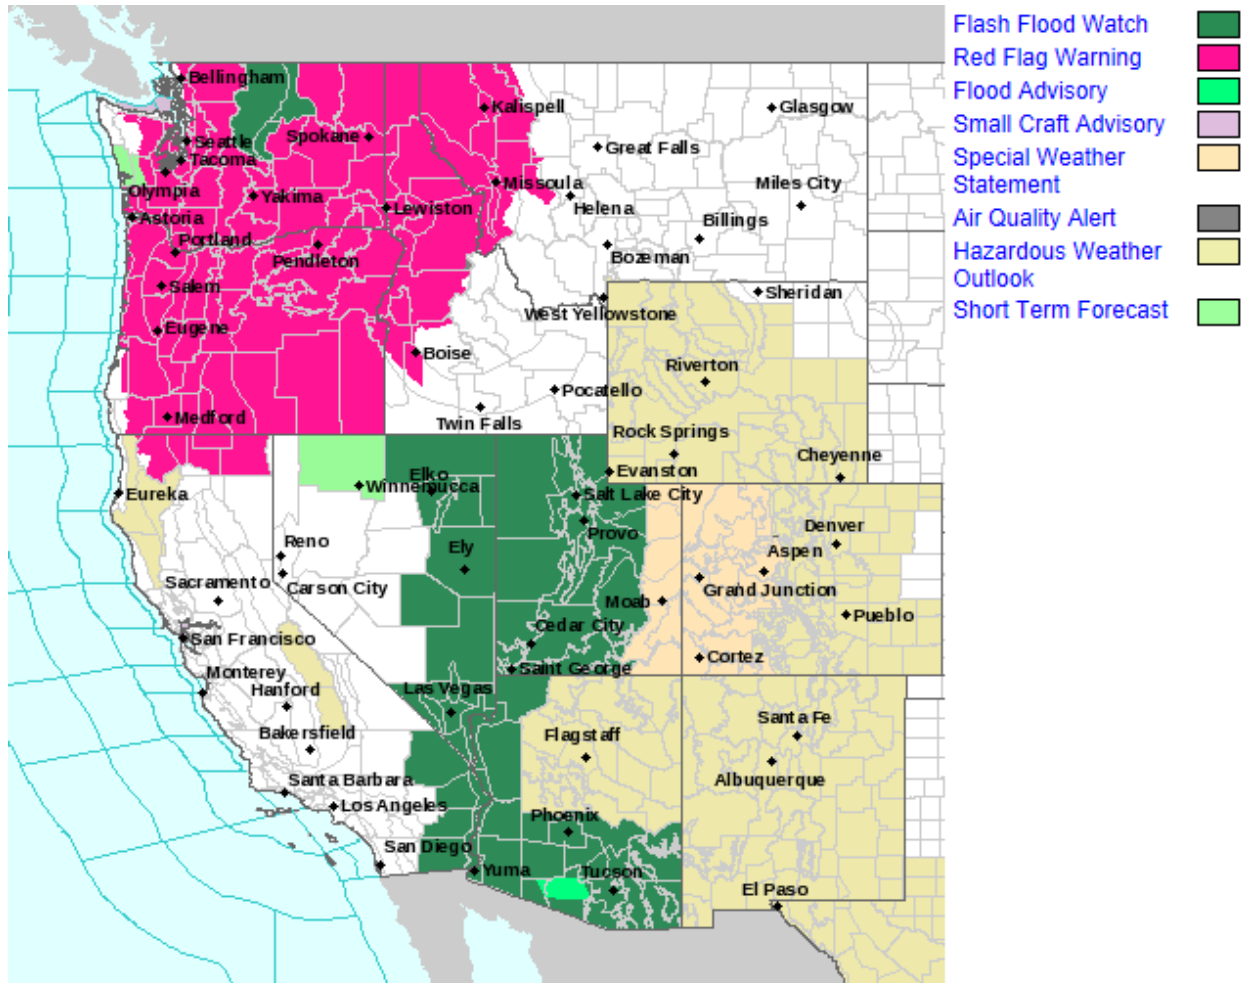 Flash Flood Watch
Red Flag Warning
Flood Advisory
Small Craft Advisory
Special Weather
Statement
Air Quality Alert
Hazardous Weather
Outlook
Short Term Forecast
Bellingham
Kalispell
Glasgow
Seattle
Spokane
Great Falls
Tacoma
Olympia
Yakima
Missoula
Miles City
Helena
Astoria
Lewiston
Billings
Portland
Pendleton
Bozeman
Salem
Sheridan
West Yellowstone
Eugene
Boise
Riverton
Pocatello
Medford
Twin Falls
Rock Springs
Cheyenne
Evanston
Elko
Winnemucca
Eureka
Salt Lake City
Provo
Denver
Reno
Ely
Aspen
Sacramento
Carson City
Grand Junction
Moab
Pueblo
Cedar City
San Francisco
Cortez
Saint George
Monterey
Hanford
Las Vegas
Santa Fe
Bakersfield
Flagstaff
Albuquerque
Santa Barbara
Los Angeles
Phoenix
San Diego
Yuma
Tucson
El Paso